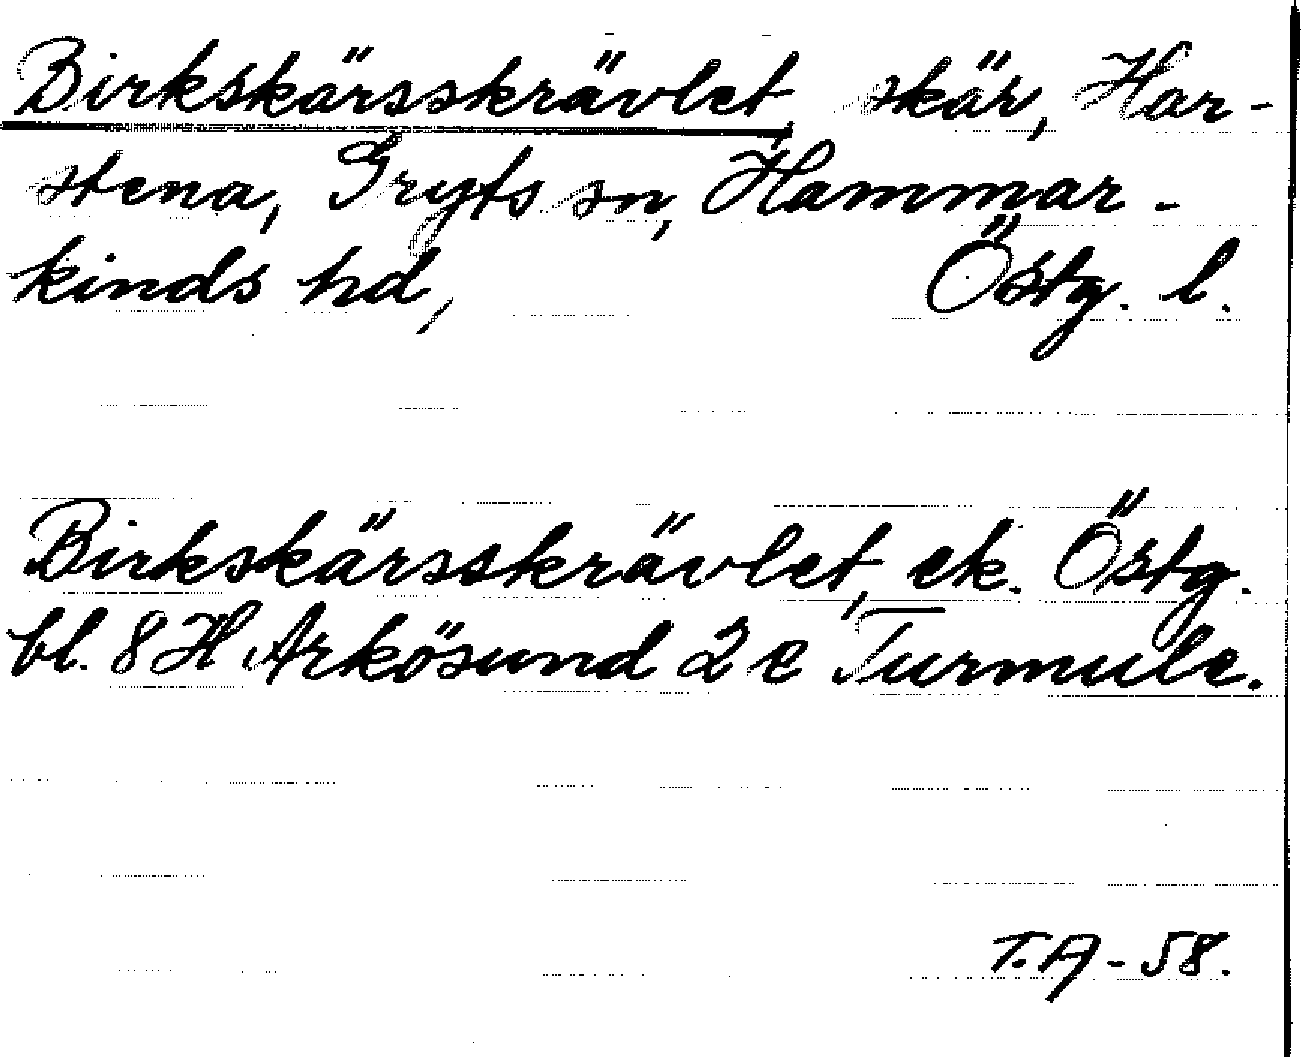 Birkskärsskrävlet, skär, Har-
stena, Gryts sn, Hammar-
kinds hd, Östg. l.
Birkskärsskrävlet, ek. Östg.
bl. 8 H Arkösund 2 c Turmule.
T.A-58.